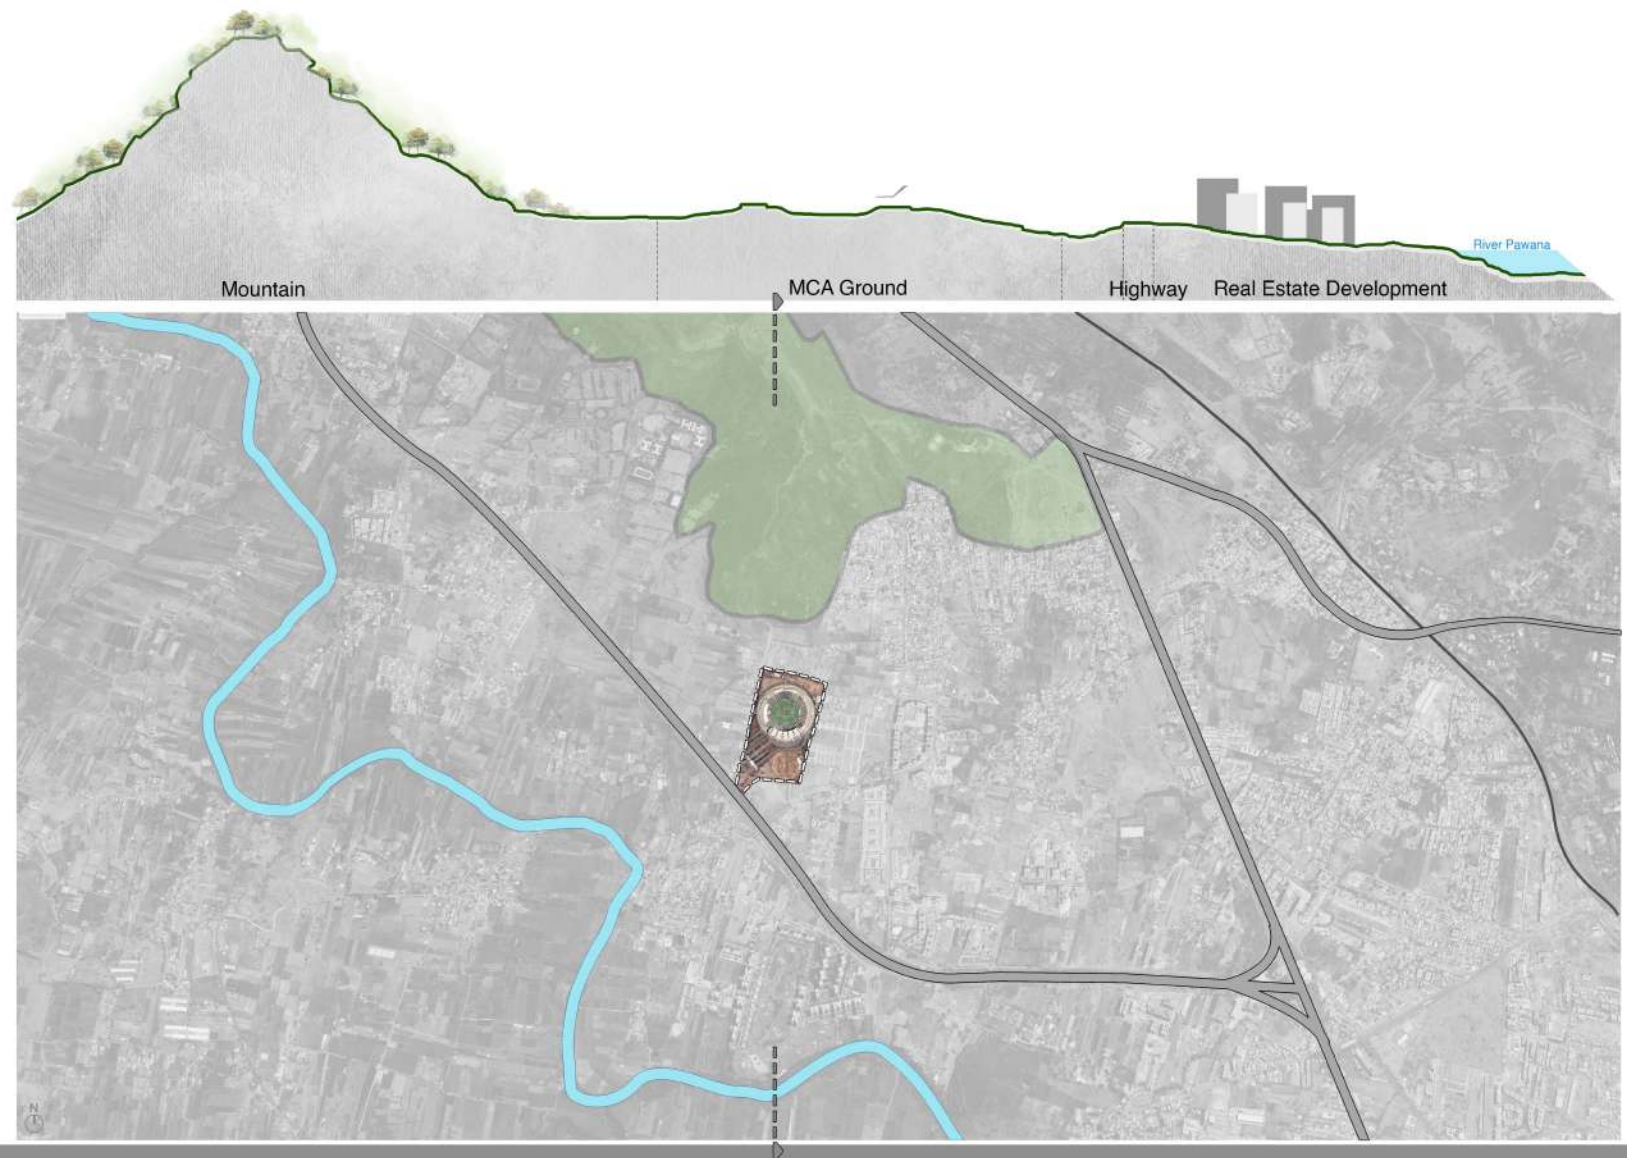 River Pawana
Mountain
MCA Ground
Highway
Real Estate Development
N